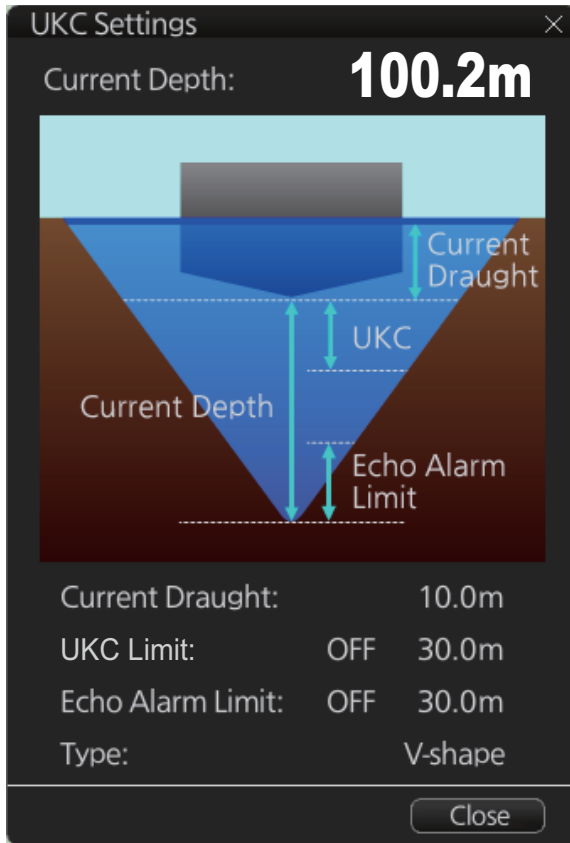 UKC Settings
Current Depth: 100.2m
Current
Draught
UKC
Current Depth
Echo Alarm
Limit
Current Draught: 10.0m
UKC Limit: OFF 30.0m
Echo Alarm Limit: OFF 30.0m
Type: V-shape
Close